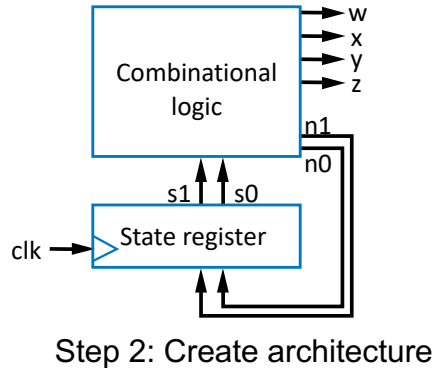 w
x
y
z
Combinational
logic
n1
n0
s1 s0
clk
State register
Step 2: Create architecture